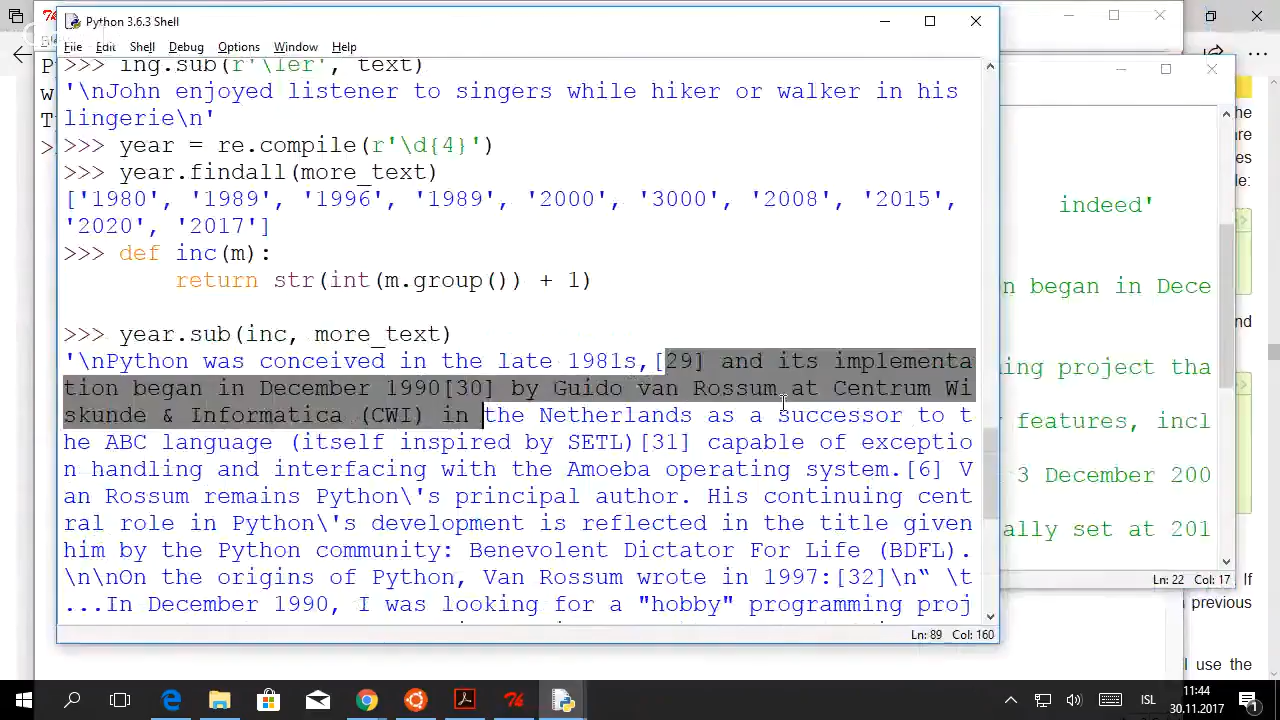 Python 3.6.3 Shell
File Edit Shell Debug Options Window Help
>>> ing.sub(r'\1er', text)
'\nJohn enjoyed listener to singers while hiker or walker in his
lingerie\n'
>>> year = re.compile(r'\d{4}')
>>> year.findall(more_text)
['1980', '1989', '1996', '1989', '2000', '3000', '2008', '2015',
'2020', '2017']
>>> def inc(m):
return str(int(m.group()) + 1)
>>> year.sub(inc, more_text)
'\nPython was conceived in the late 1981s,[29] and its implementa
tion began in December 1990[30] by Guido van Rossum at Centrum Wi
skunde & Informatica (CWI) in the Netherlands as a successor to t
he ABC language (itself inspired by SETL)[31] capable of exceptio
n handling and interfacing with the Amoeba operating system.[6] V
an Rossum remains Python\'s principal author. His continuing cent
ral role in Python\'s development is reflected in the title given
him by the Python community: Benevolent Dictator For Life (BDFL).
\n\nOn the origins of Python, Van Rossum wrote in 1997:[32]\n“ \t
...In December 1990, I was looking for a "hobby" programming proj
Ln: 89 Col: 160
indeed'
n began in Dece
ing project tha
features, incl
3 December 200
ally set at 201
Ln: 22 Col: 17
the
are
es
le:
and
If
previous
I use the
ISL
11:44
30.11.2017
1